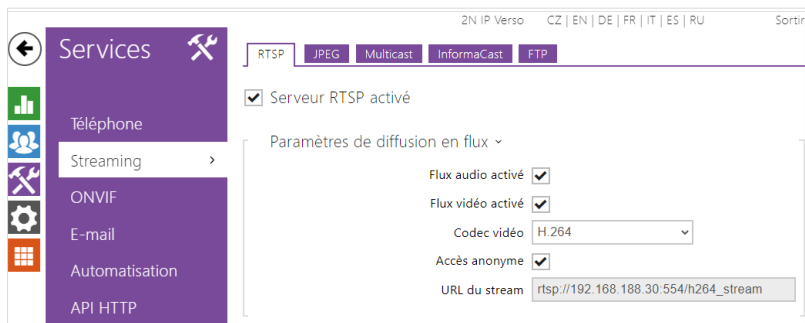 2N IP Verso CZ | EN | DE | FR | IT | ES | RU Sortir
Services
RTSP JPEG Multicast InformaCast FTP
Serveur RTSP activé
Téléphone
Streaming
ONVIF
E-mail
Automatisation
API HTTP
Paramètres de diffusion en flux
Flux audio activé
Flux vidéo activé
Codec vidéo H.264
Accès anonyme
URL du stream rtsp://192.168.188.30:554/h264_stream